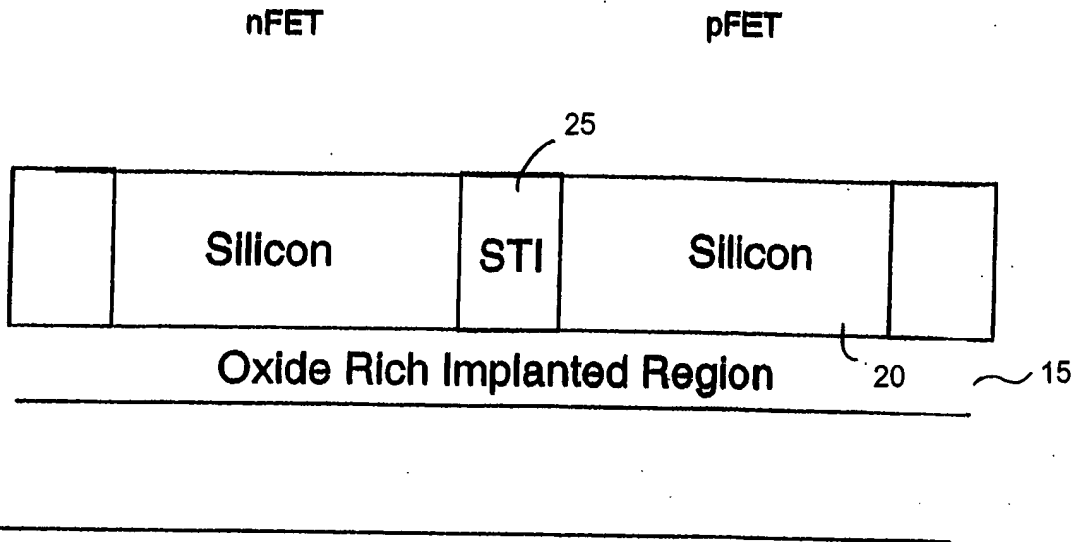 nFET pFET
25
Silicon STI Silicon
Oxide Rich Implanted Region 20 15